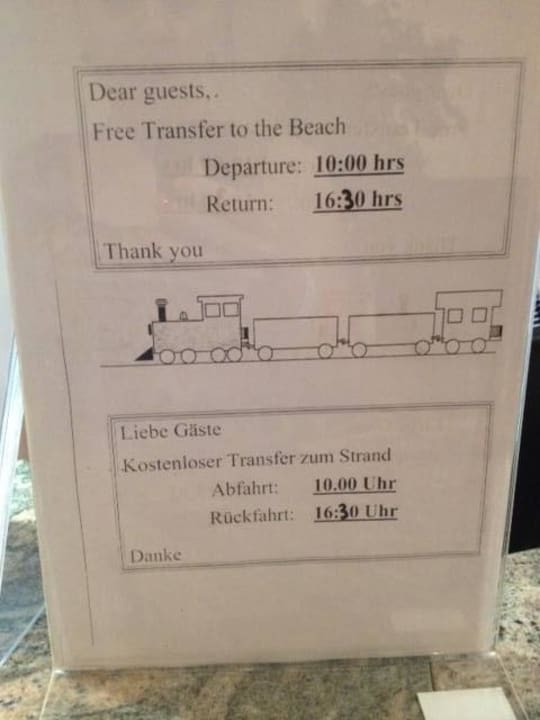 Dear guests,.
Free Transfer to the Beach
Departure: 10:00 hrs
Return: 16:30 hrs
Thank you
Liebe Gäste
Kostenloser Transfer zum Strand
Abfahrt: 10.00 Uhr
Rückfahrt: 16:30 Uhr
Danke